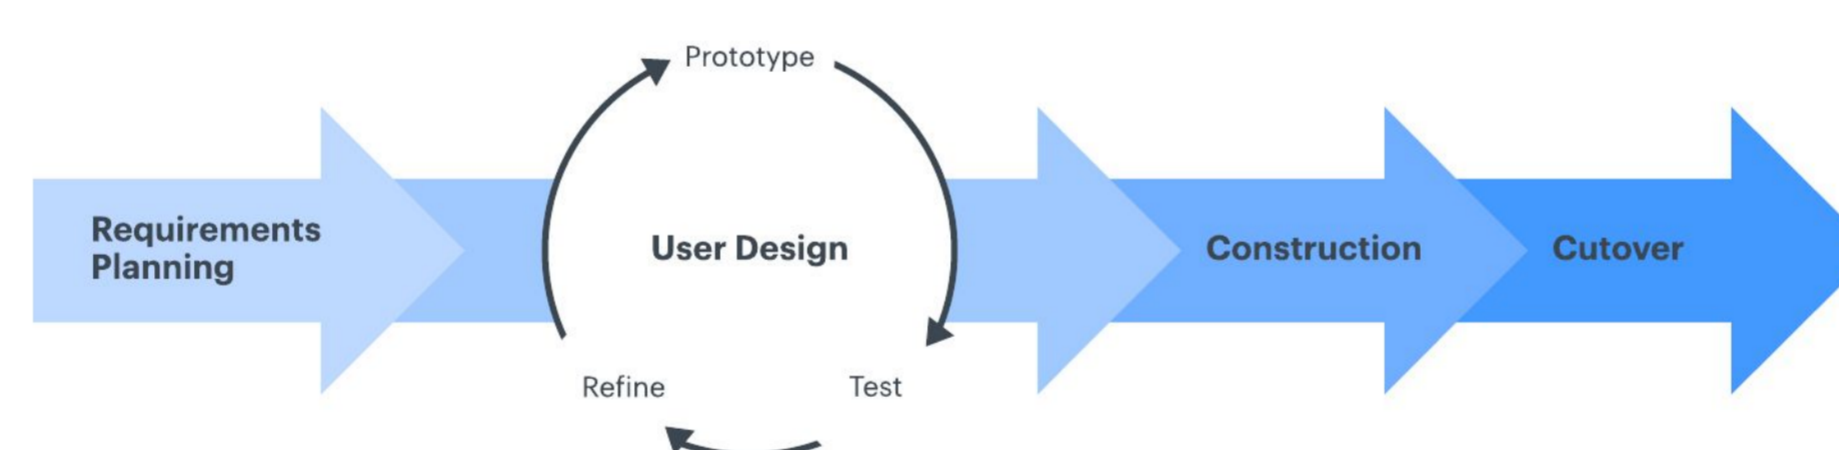 Prototype
Requirements
Planning
User Design
Construction
Cutover
Refine
Test